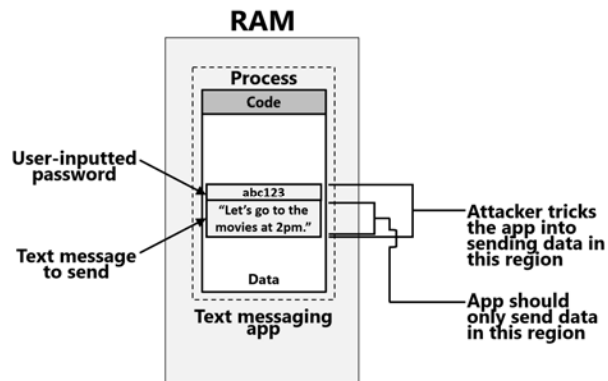 RAM
Process
Code
User-inputted
password
abc123
"Let's go to the
movies at 2pm."
Text message
to send
Data
Text messaging
app
Attacker tricks
the app into
sending data in
this region
App should
only send data
in this region